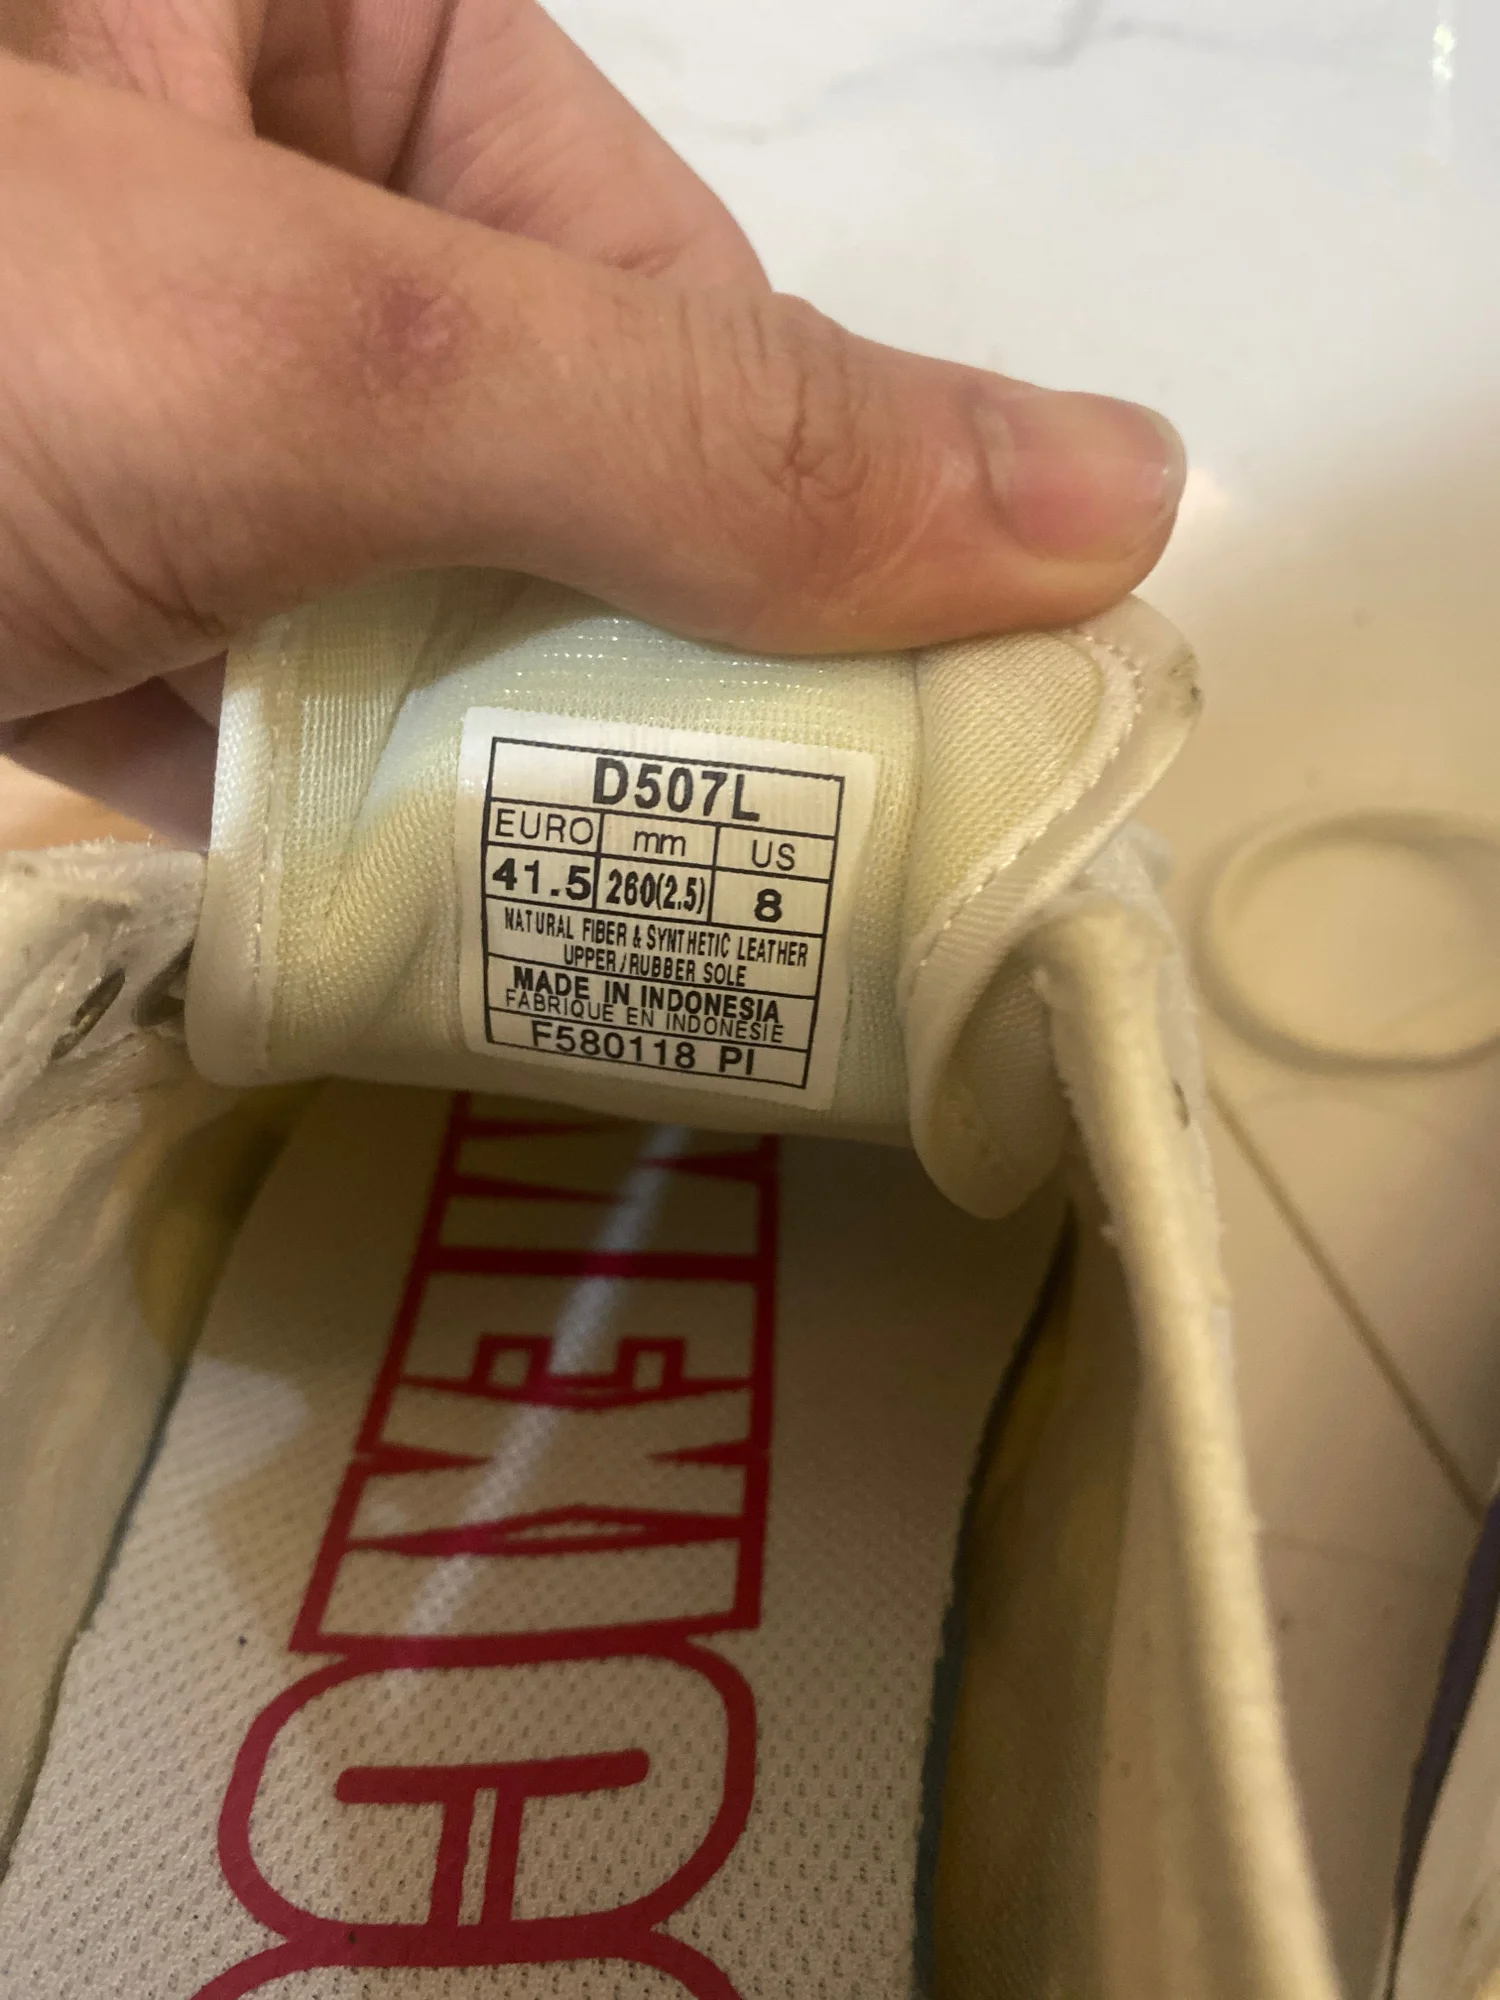 D507L
EURO mm US
41.5 260(2.5) 8
NATURAL FIBER & SYNTHETIC LEATHER
UPPER/RUBBER SOLE
MADE IN INDONESIA
FABRIQUE EN INDONESIE
F580118 PI